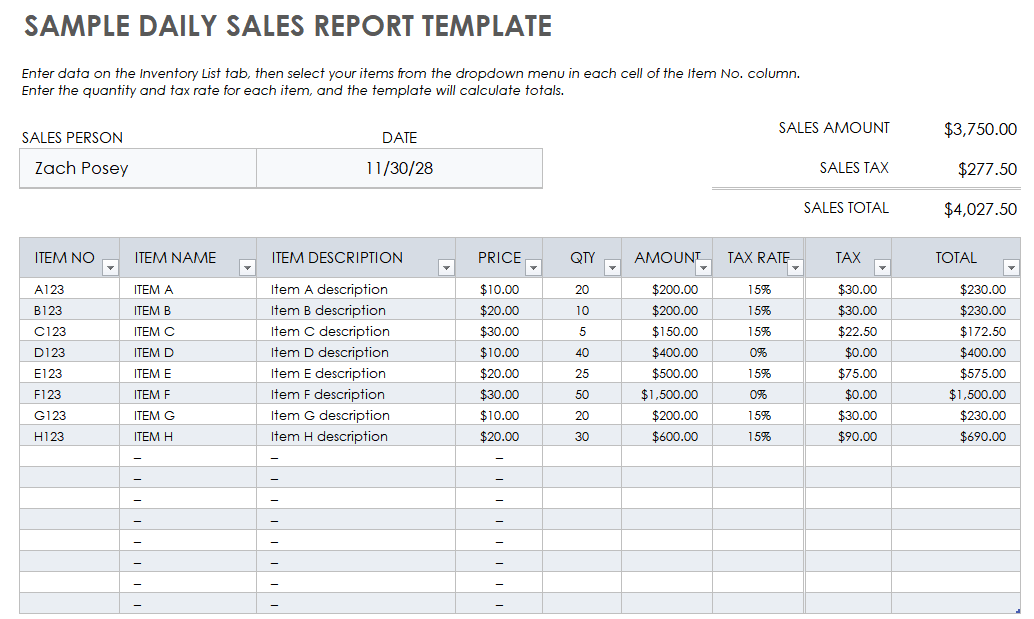 SAMPLE DAILY SALES REPORT TEMPLATE
Enter data on the Inventory List tab, then select your items from the dropdown menu in each cell of the Item No. column.
Enter the quantity and tax rate for each item, and the template will calculate totals.
SALES PERSON DATE
Zach Posey 11/30/28
SALES AMOUNT $3,750.00
SALES TAX $277.50
SALES TOTAL $4,027.50
ITEM NO ITEM NAME ITEM DESCRIPTION PRICE QTY AMOUNT TAX RATE TAX TOTAL
A123 ITEM A Item A description $10.00 20 $200.00 15% $30.00 $230.00
B123 ITEM B Item B description $20.00 10 $200.00 15% $30.00 $230.00
C123 ITEM C Item C description $30.00 5 $150.00 15% $22.50 $172.50
D123 ITEM D Item D description $10.00 40 $400.00 0% $0.00 $400.00
E123 ITEM E Item E description $20.00 25 $500.00 15% $75.00 $575.00
F123 ITEM F Item F description $30.00 50 $1,500.00 0% $0.00 $1,500.00
G123 ITEM G Item G description $10.00 20 $200.00 15% $30.00 $230.00
H123 ITEM H Item H description $20.00 30 $600.00 15% $90.00 $690.00
– – –
– – –
– – –
– – –
– – –
– – –
– – –
– – –